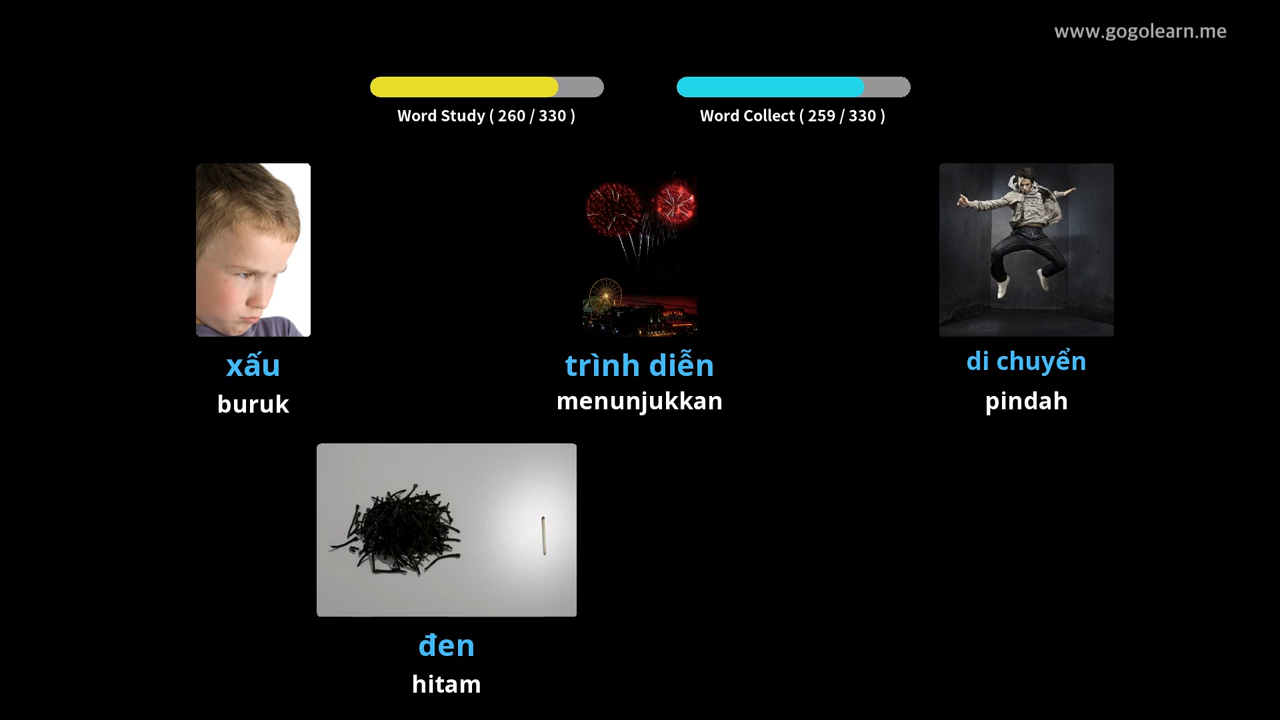 www.gogolearn.me
Word Study ( 260 / 330 )
Word Collect ( 259 / 330 )
xấu
buruk
trình diễn
menunjukkan
di chuyển
pindah
đen
hitam